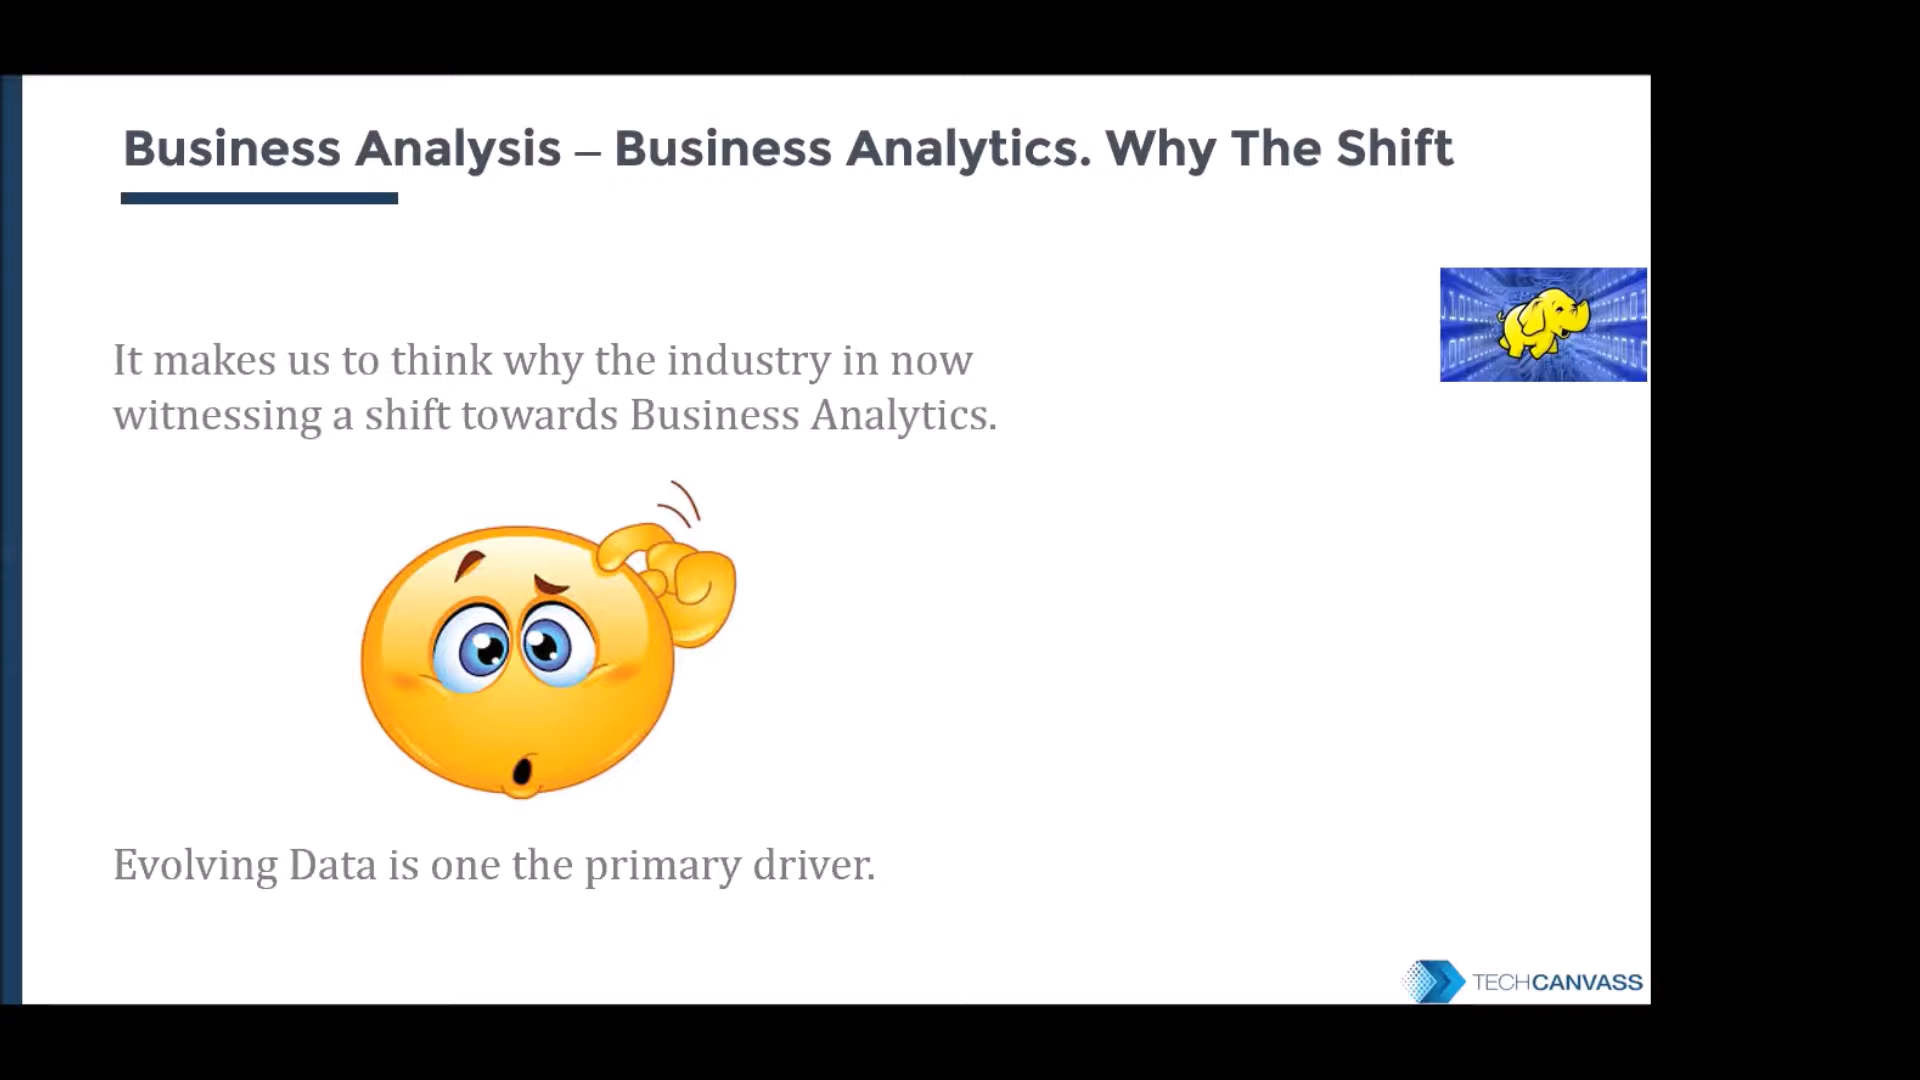 Business Analysis – Business Analytics. Why The Shift
It makes us to think why the industry in now
witnessing a shift towards Business Analytics.
Evolving Data is one the primary driver.
TECHCANVASS